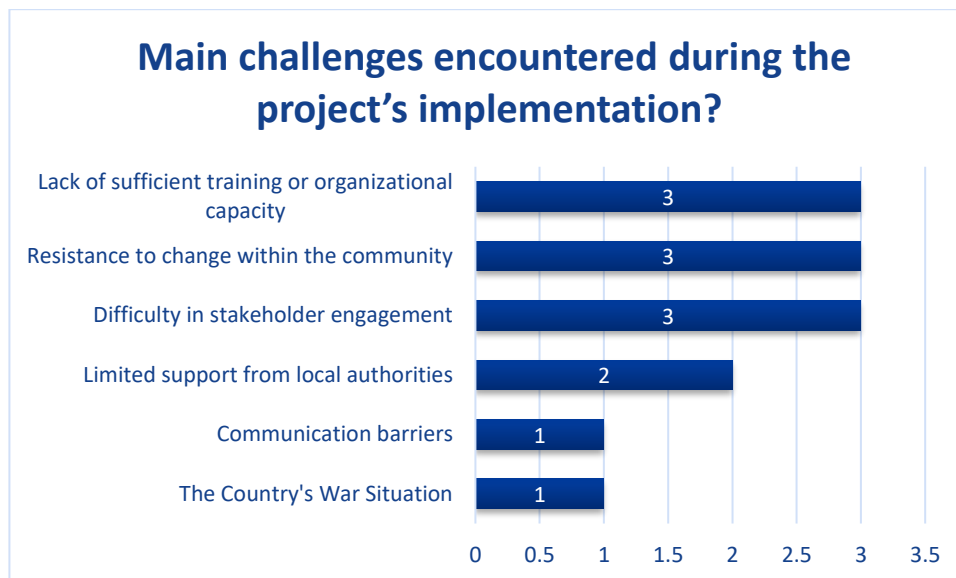 Main challenges encountered during the
project’s implementation?
Lack of sufficient training or organizational
capacity
3
Resistance to change within the community
3
Difficulty in stakeholder engagement
3
Limited support from local authorities
2
Communication barriers
1
The Country's War Situation
1
0 0.5 1 1.5 2 2.5 3 3.5